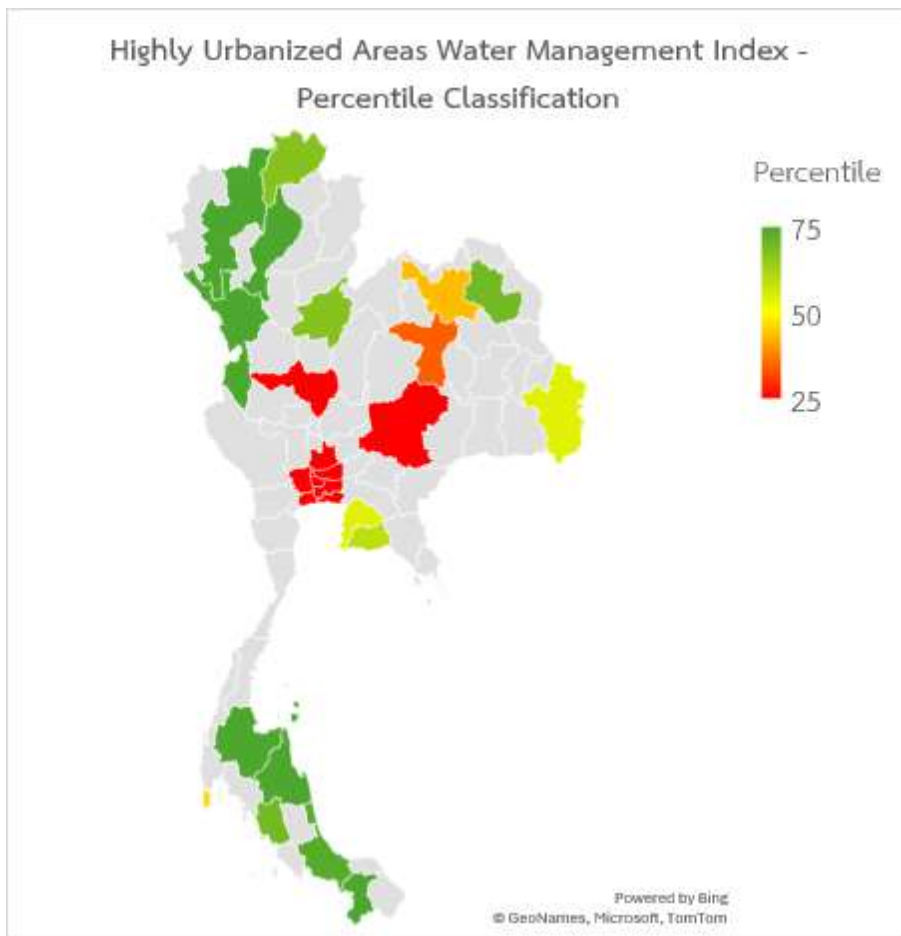 Highly Urbanized Areas Water Management Index -
Percentile Classification
Percentile
75
50
25
Powered by Bing
© GeoNames, Microsoft, TomTom